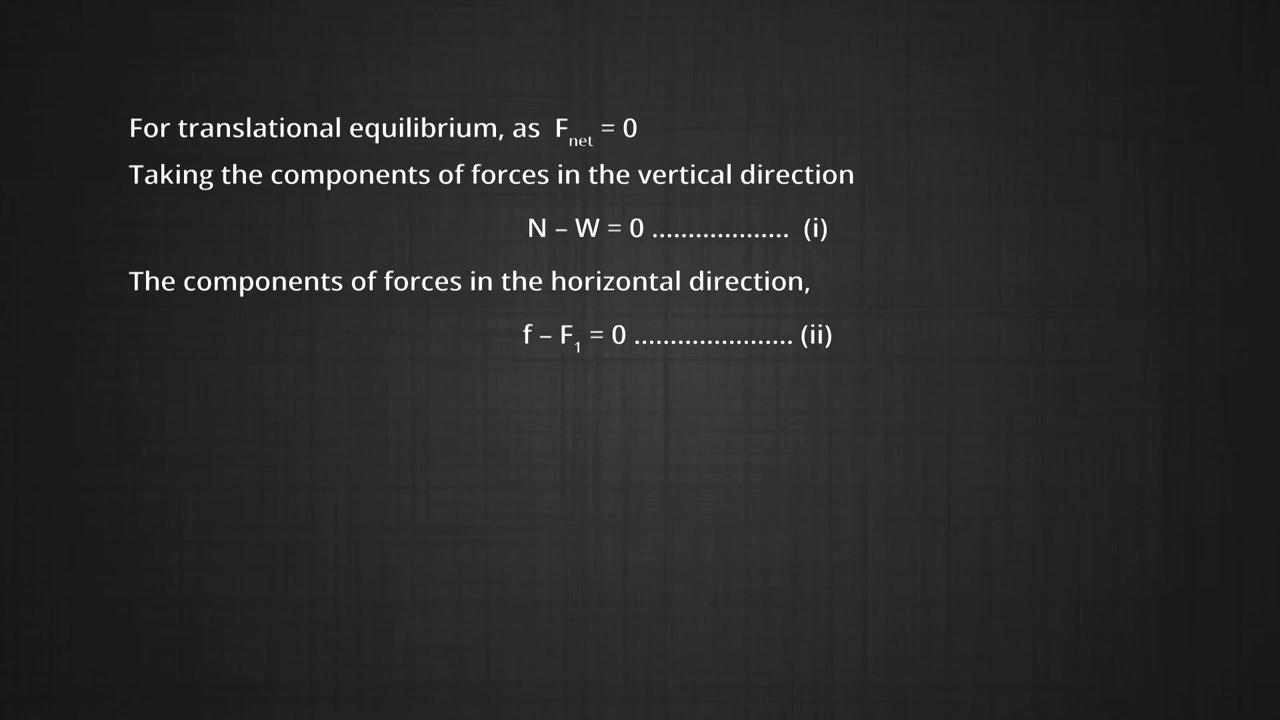 For translational equilibrium, as F_net = 0
Taking the components of forces in the vertical direction
N – W = 0 ................... (i)
The components of forces in the horizontal direction,
f – F_1 = 0 ...................... (ii)